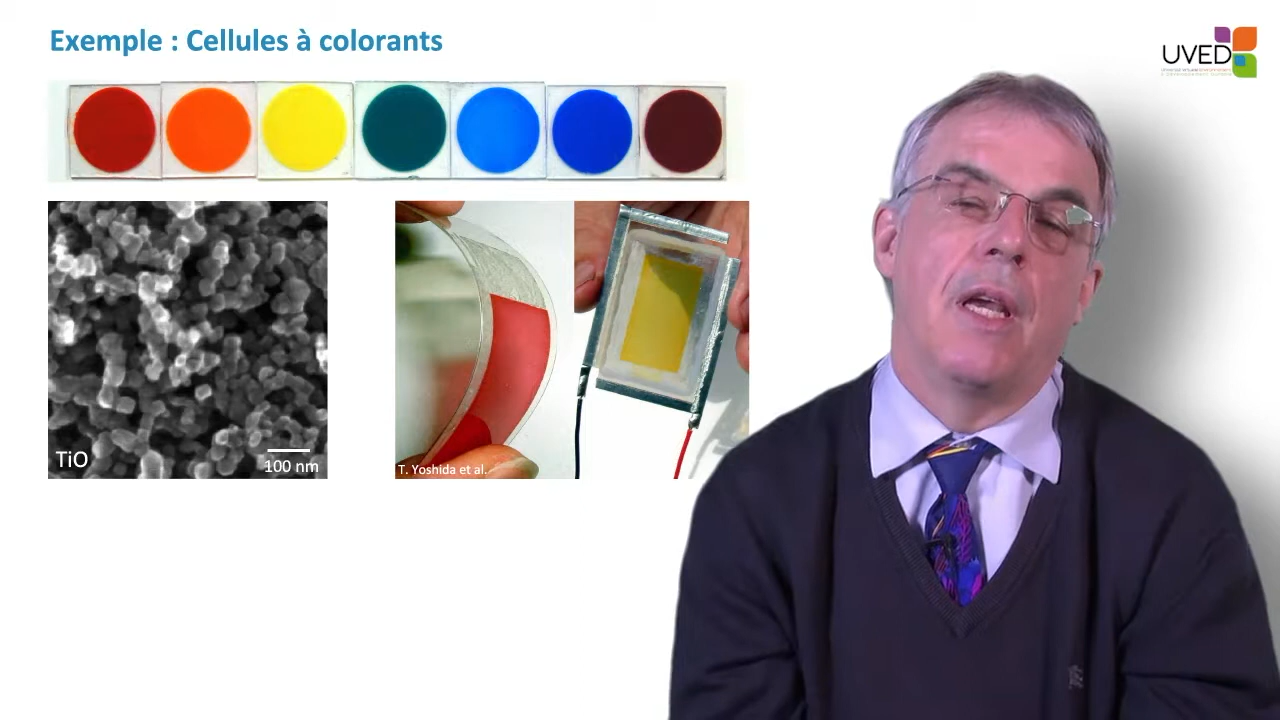 Exemple : Cellules à colorants
UVED
TiO
100 nm
T. Yoshida et al.